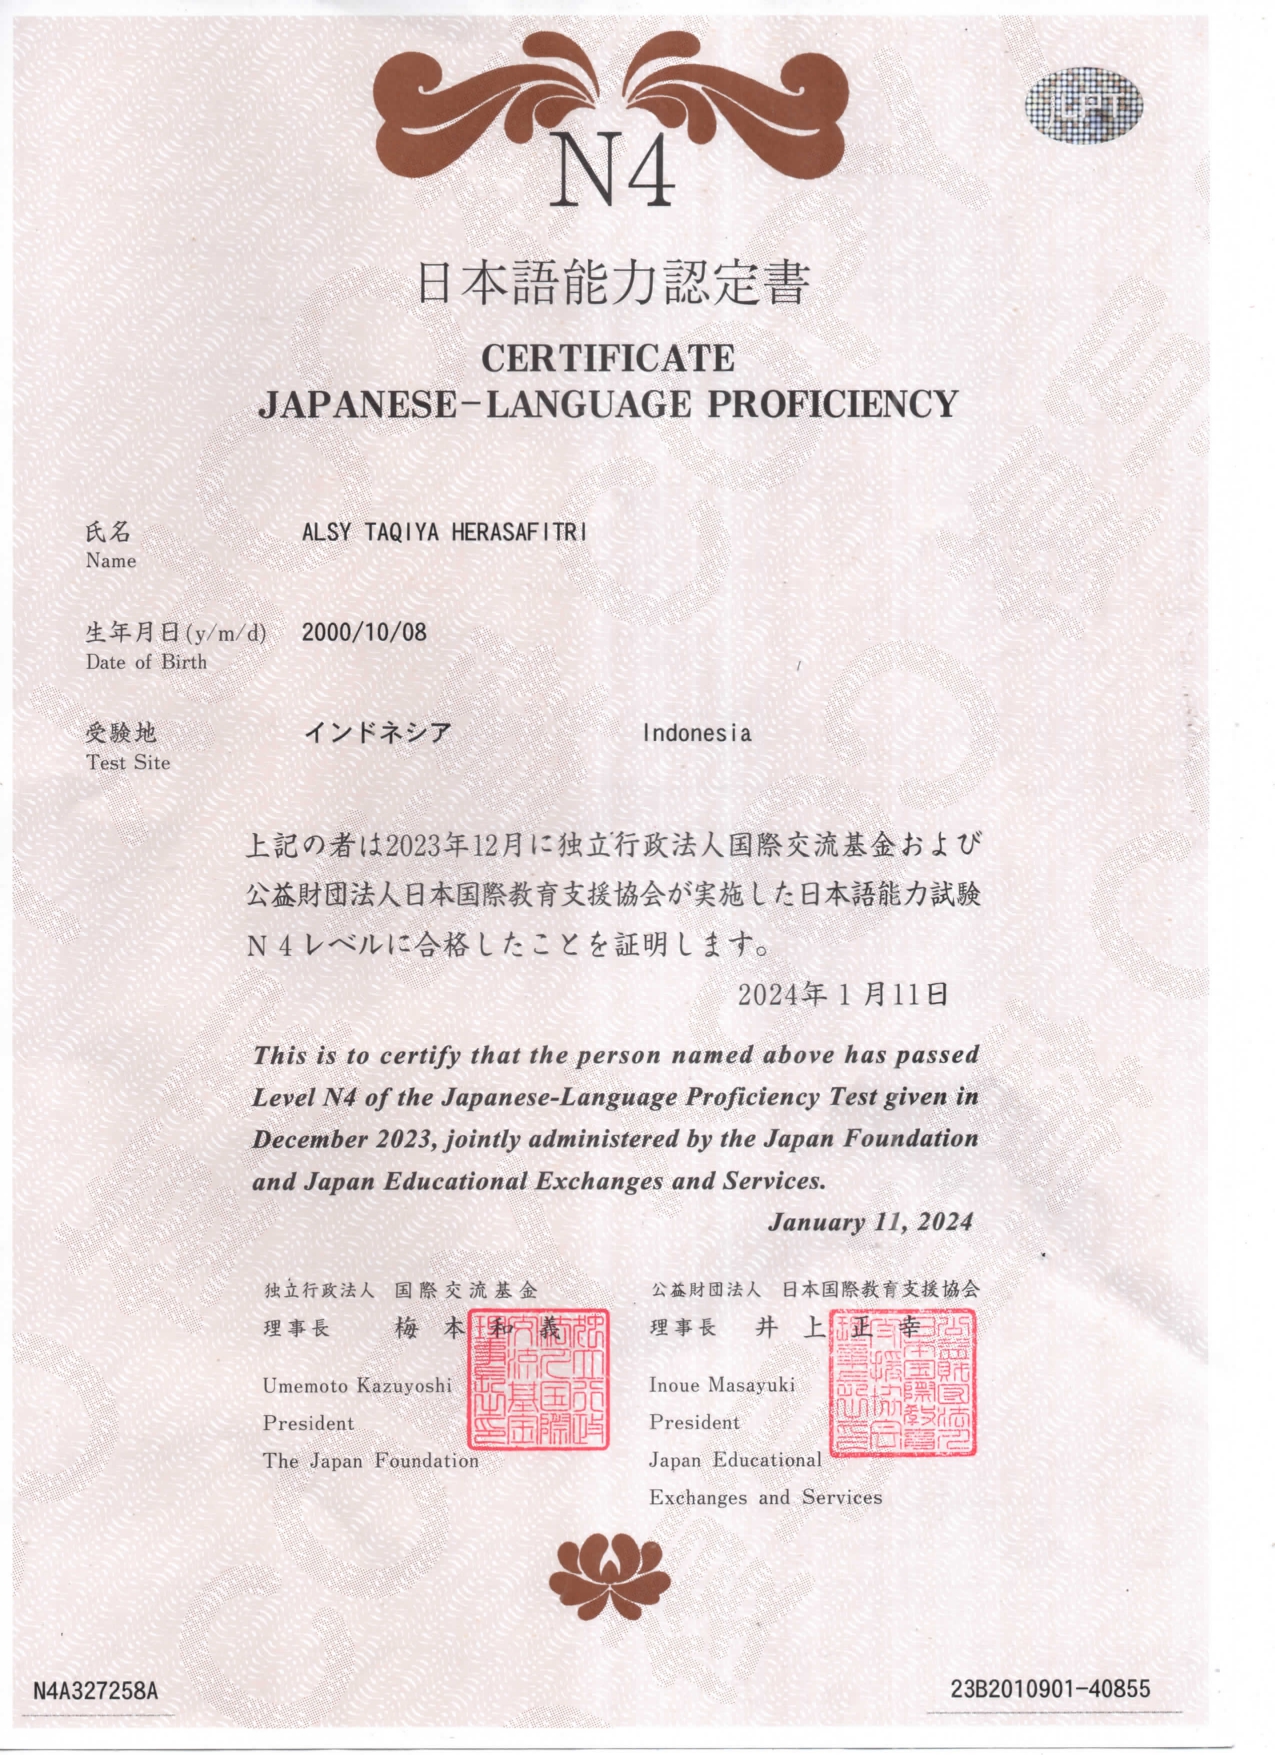 JLPT
N4
日本語能力認定書
CERTIFICATE
JAPANESE-LANGUAGE PROFICIENCY
氏名 ALSY TAQIYA HERASAFITRI
Name
生年月日(y/m/d) 2000/10/08
Date of Birth
受験地 インドネシア Indonesia
Test Site
上記の者は2023年12月に独立行政法人国際交流基金および
公益財団法人日本国際教育支援協会が実施した日本語能力試験
N4レベルに合格したことを証明します。
2024年1月11日
This is to certify that the person named above has passed
Level N4 of the Japanese-Language Proficiency Test given in
December 2023, jointly administered by the Japan Foundation
and Japan Educational Exchanges and Services.
January 11, 2024
独立行政法人 国際交流基金
理事長 梅本和義
Umemoto Kazuyoshi
President
The Japan Foundation
公益財団法人 日本国際教育支援協会
理事長 井上正幸
Inoue Masayuki
President
Japan Educational
Exchanges and Services
N4A327258A
23B2010901-40855